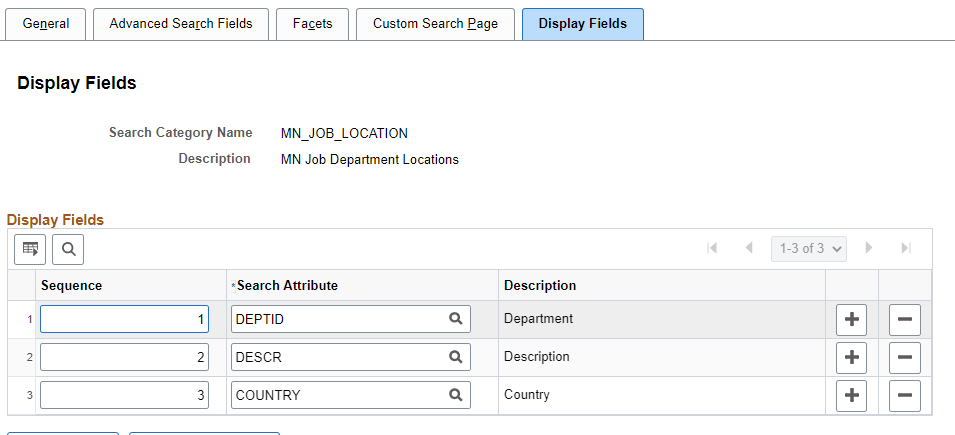 General Advanced Search Fields Facets Custom Search Page Display Fields
Display Fields
Search Category Name MN_JOB_LOCATION
Description MN Job Department Locations
Display Fields
1-3 of 3
Sequence *Search Attribute Description
1 1 DEPTID Department
2 2 DESCR Description
3 3 COUNTRY Country